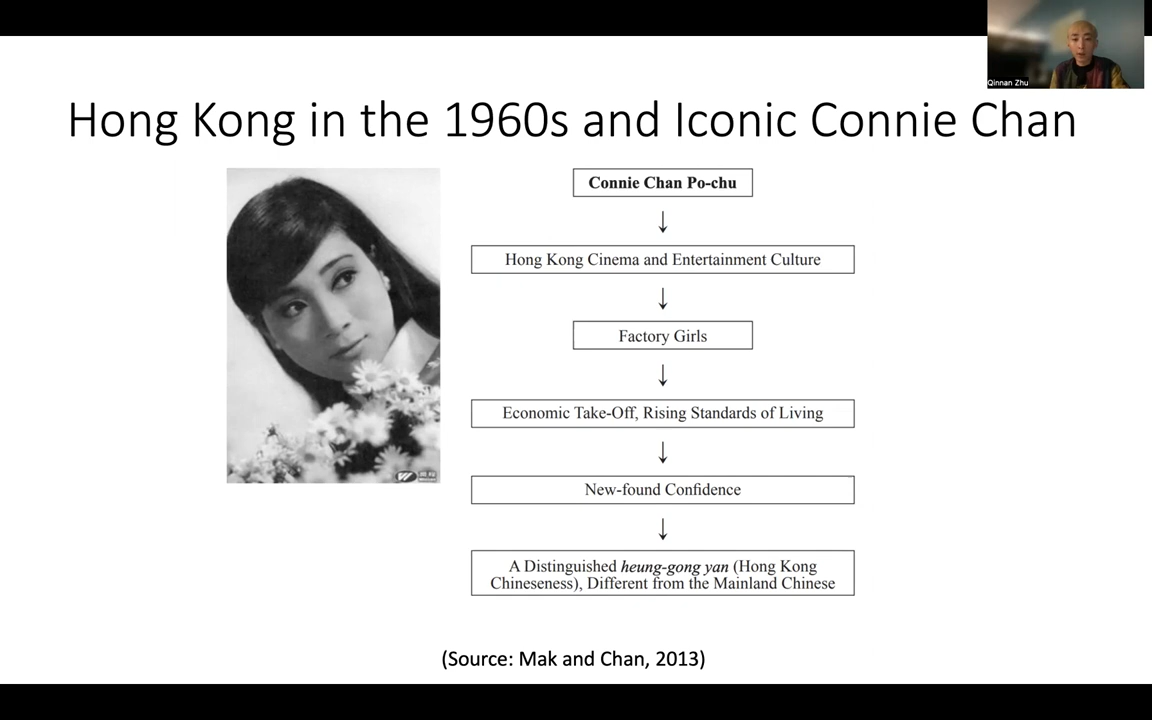 Qinnan Zhu
Hong Kong in the 1960s and Iconic Connie Chan
Connie Chan Po-chu
Hong Kong Cinema and Entertainment Culture
Factory Girls
Economic Take-Off, Rising Standards of Living
New-found Confidence
A Distinguished heung-gong yan (Hong Kong
Chineseness), Different from the Mainland Chinese
(Source: Mak and Chan, 2013)